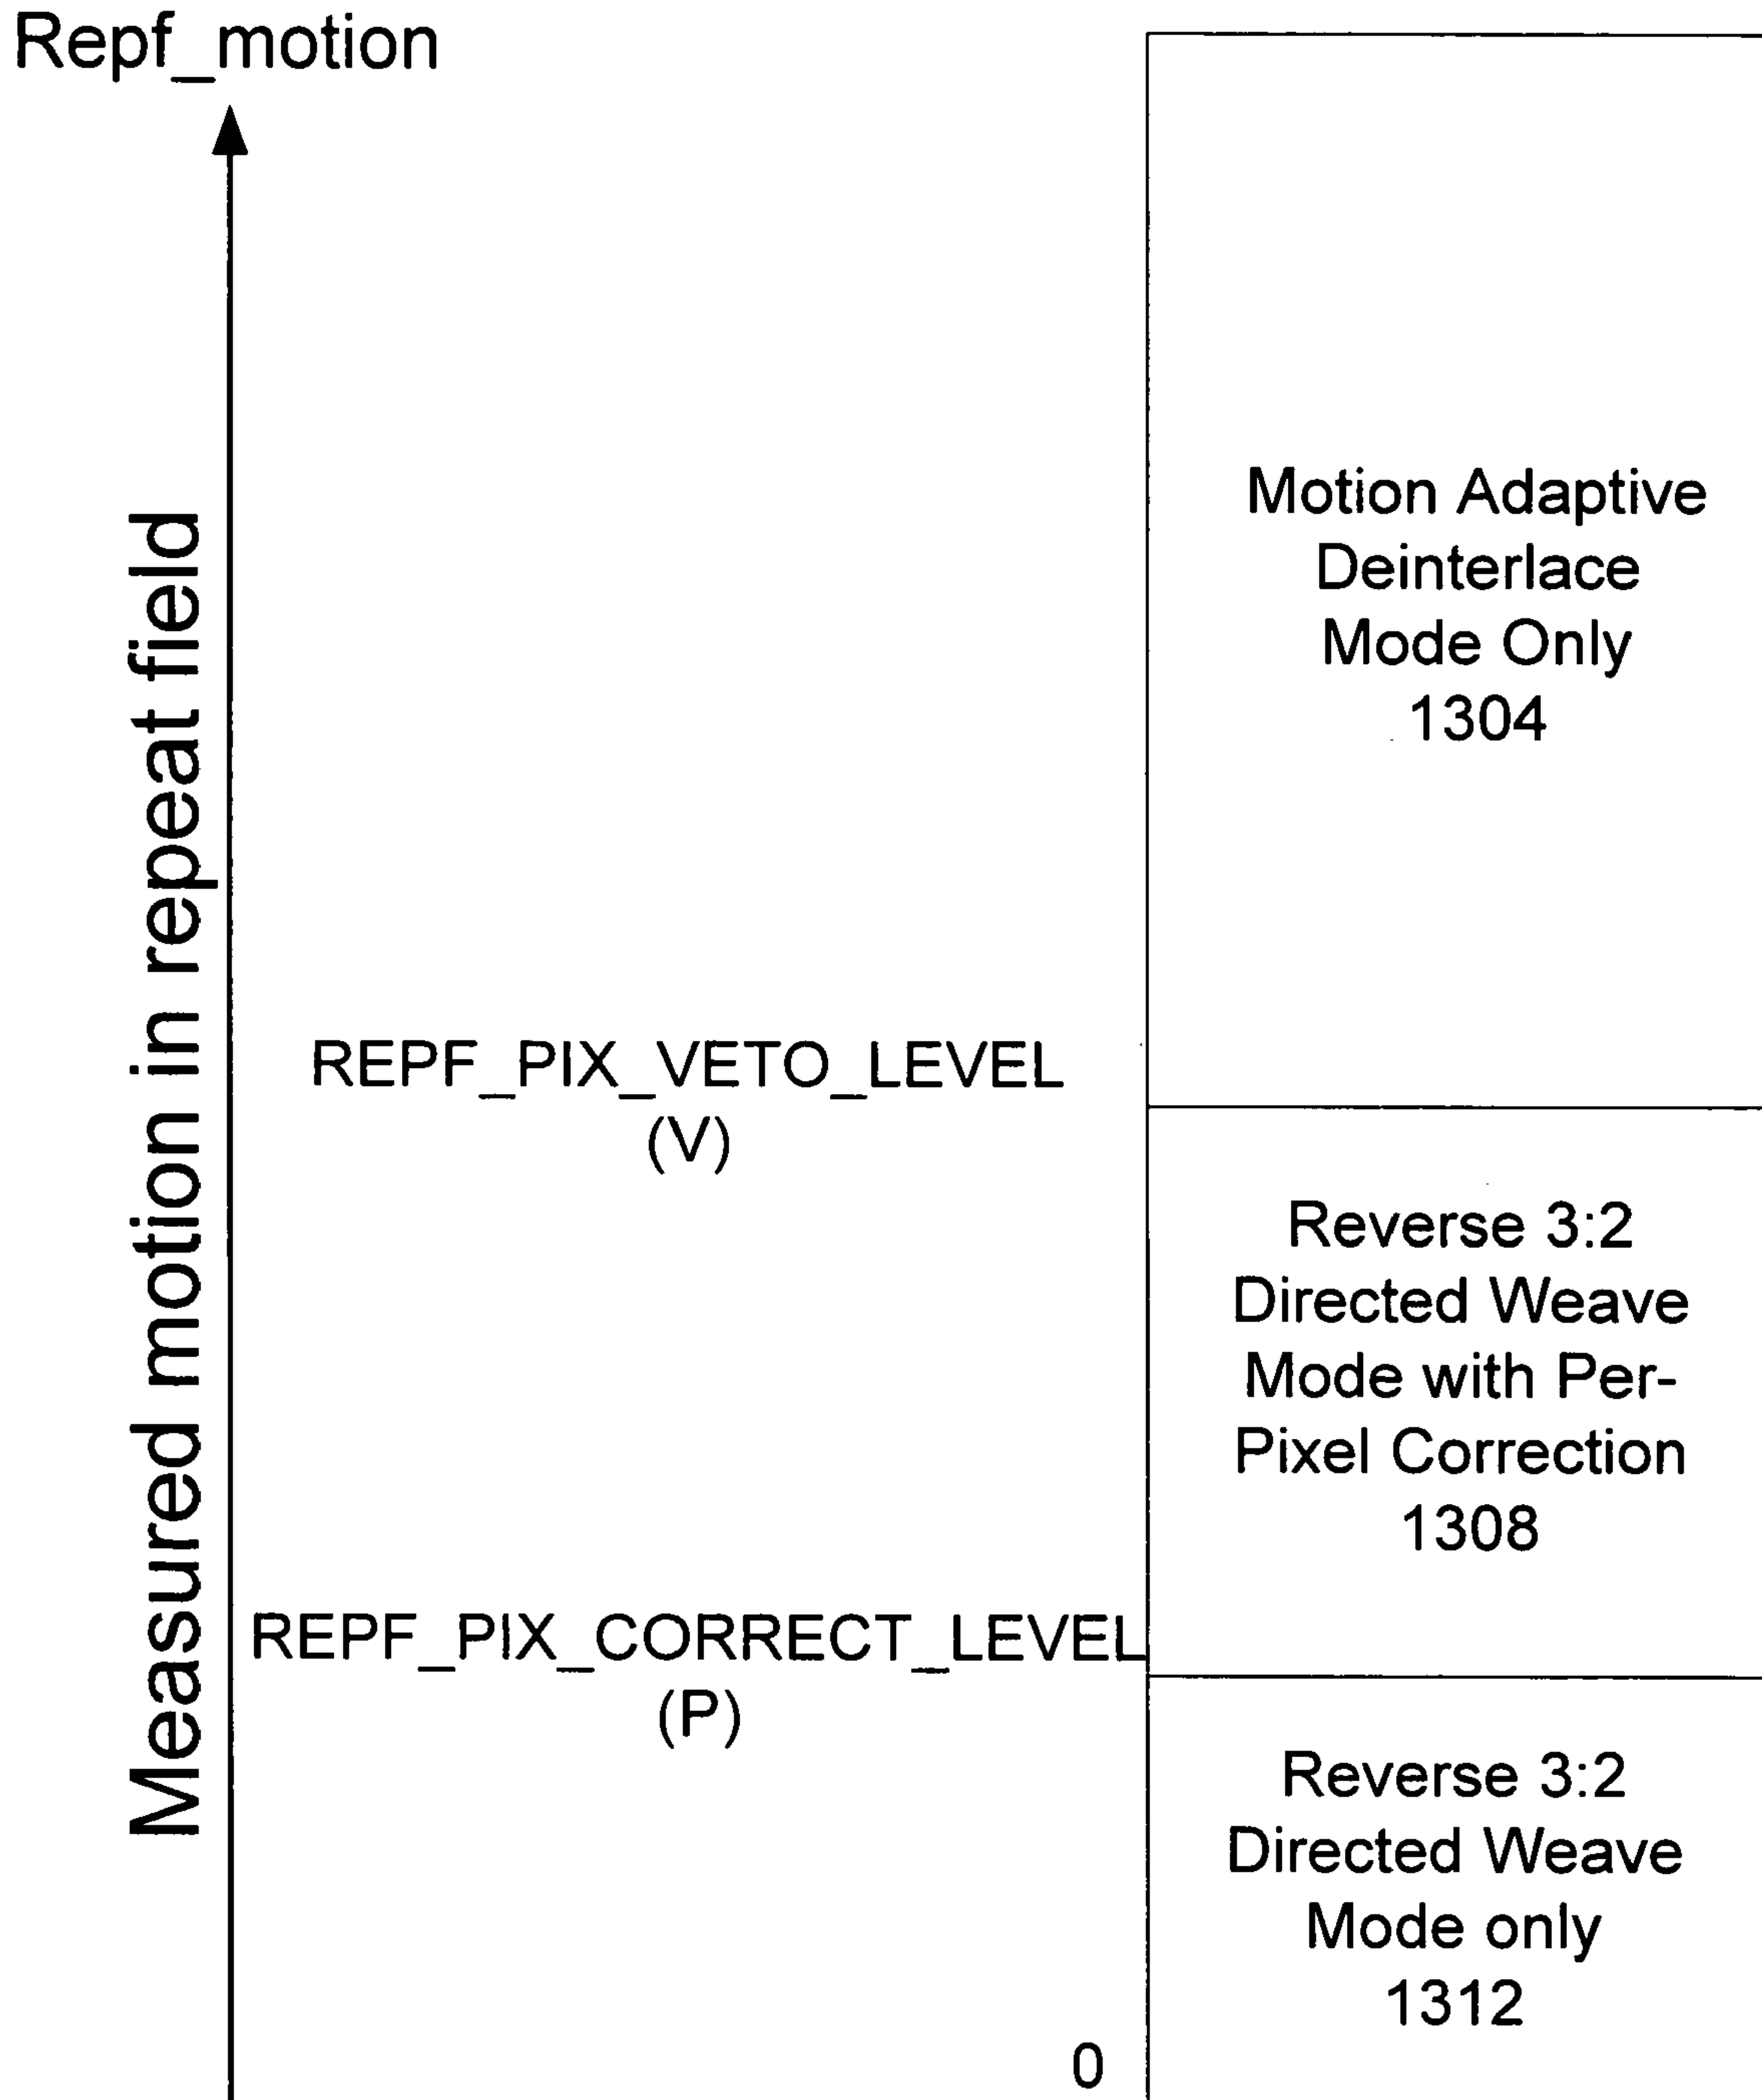 Repf_motion
Measured motion in repeat field
Motion Adaptive
Deinterlace
Mode Only
1304
REPF_PIX_VETO_LEVEL
(V)
Reverse 3:2
Directed Weave
Mode with Per-
Pixel Correction
1308
REPF_PIX_CORRECT_LEVEL
(P)
Reverse 3:2
Directed Weave
Mode only
1312
0